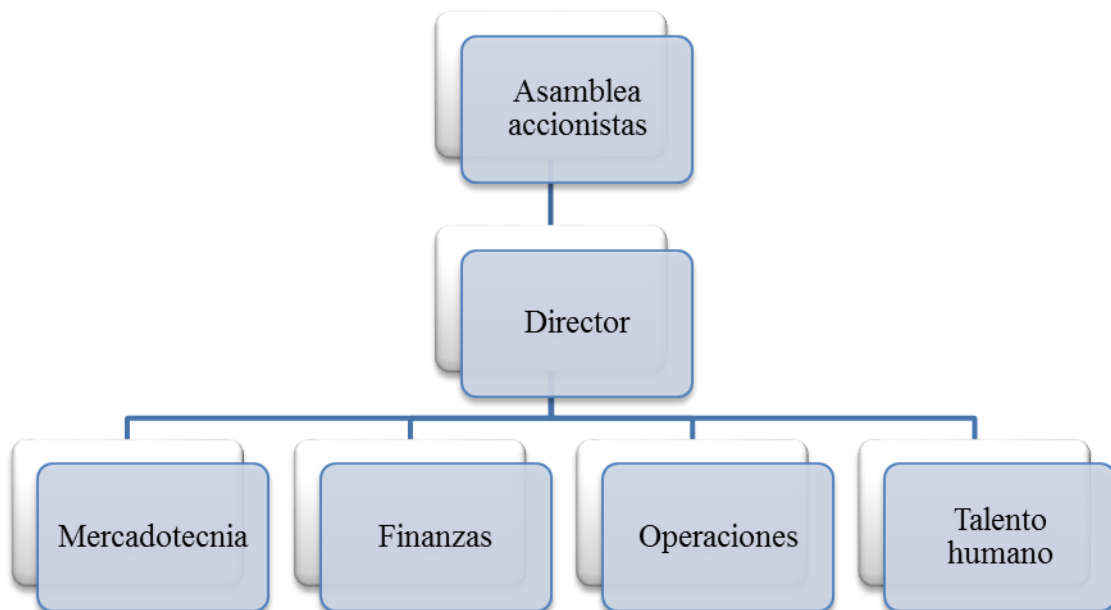 Asamblea
accionistas
Director
Mercadotecnia
Finanzas
Operaciones
Talento
humano